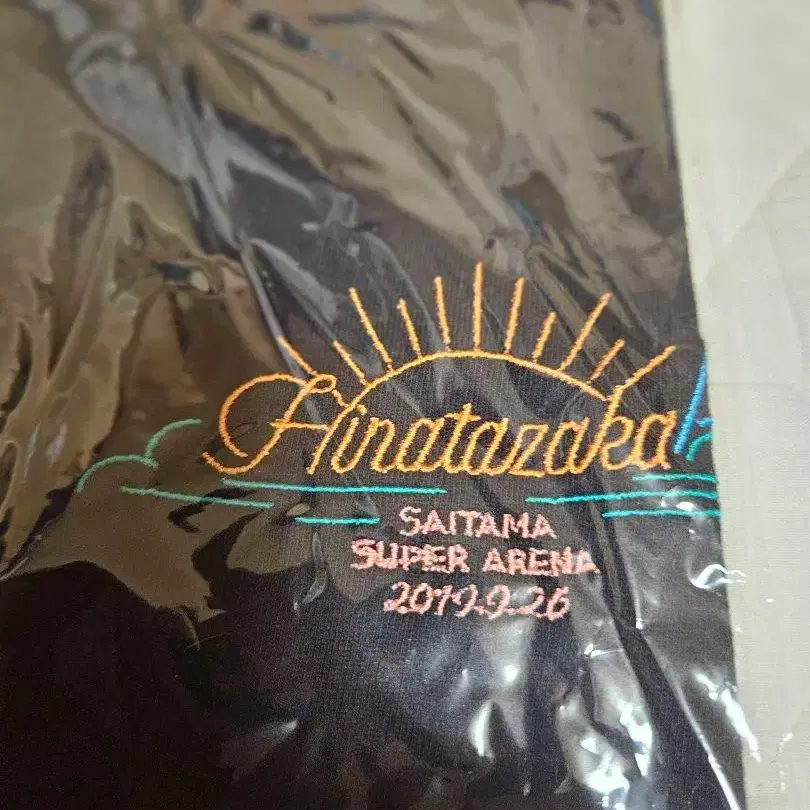 Hinatazaka
SAITAMA
SUPER ARENA
2019.9.26